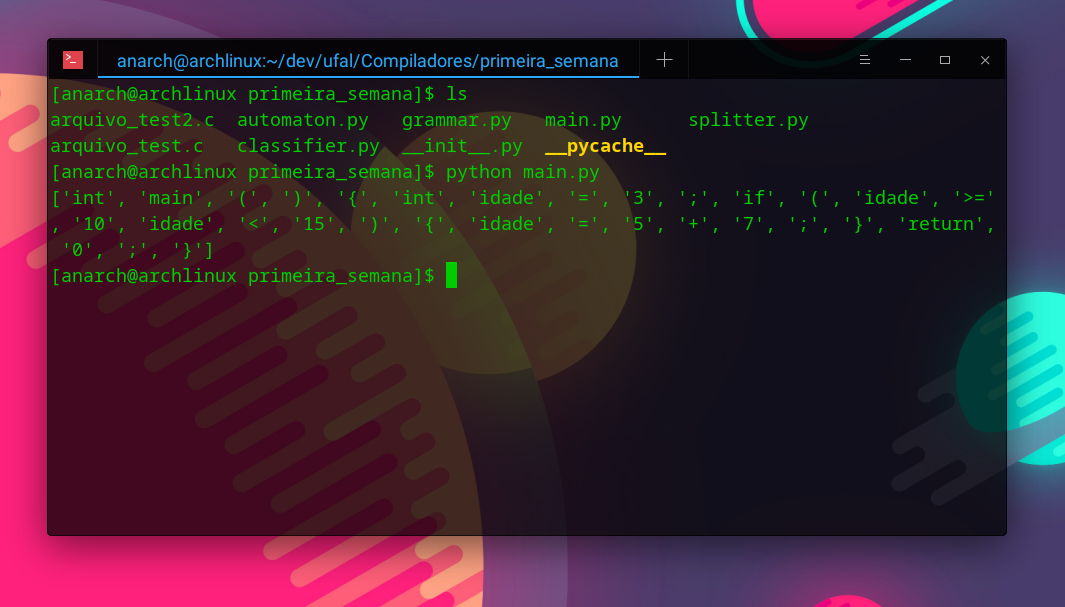 >_ anarch@archlinux:~/dev/ufal/Compiladores/primeira_semana
[anarch@archlinux primeira_semana]$ ls
arquivo_test2.c automaton.py grammar.py main.py splitter.py
arquivo_test.c classifier.py __init__.py __pycache__
[anarch@archlinux primeira_semana]$ python main.py
['int', 'main', '(', ')', '{', 'int', 'idade', '=', '3', ';', 'if', '(', 'idade', '>='
, '10', 'idade', '<', '15', ')', '{', 'idade', '=', '5', '+', '7', ';', '}', 'return',
'0', ';', '}']
[anarch@archlinux primeira_semana]$